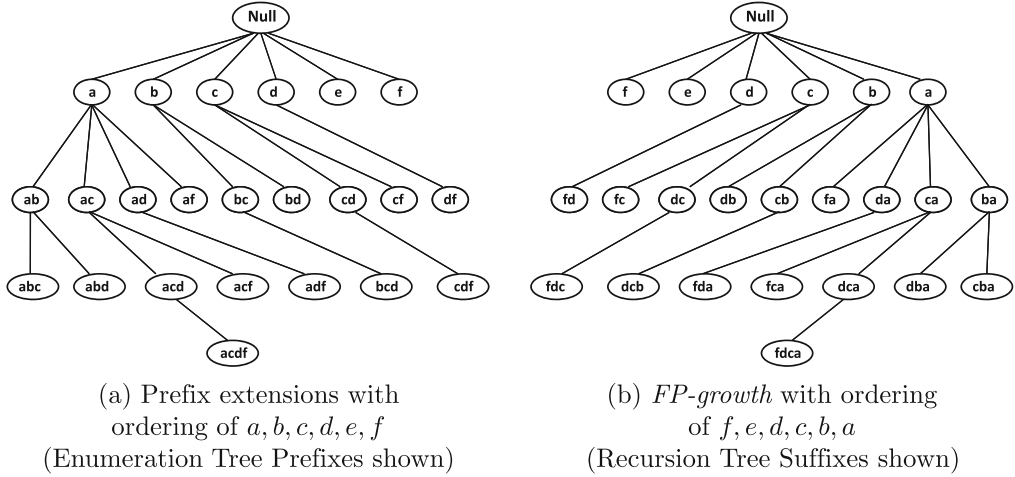 Null Null
a b c d e f f e d c b a
ab ac ad af bc bd cd cf df fd fc dc db cb fa da ca ba
abc abd acd acf adf bcd cdf fdc dcb fda fca dca dba cba
acdf fdca
(a) Prefix extensions with
ordering of a, b, c, d, e, f
(Enumeration Tree Prefixes shown)
(b) FP-growth with ordering
of f, e, d, c, b, a
(Recursion Tree Suffixes shown)